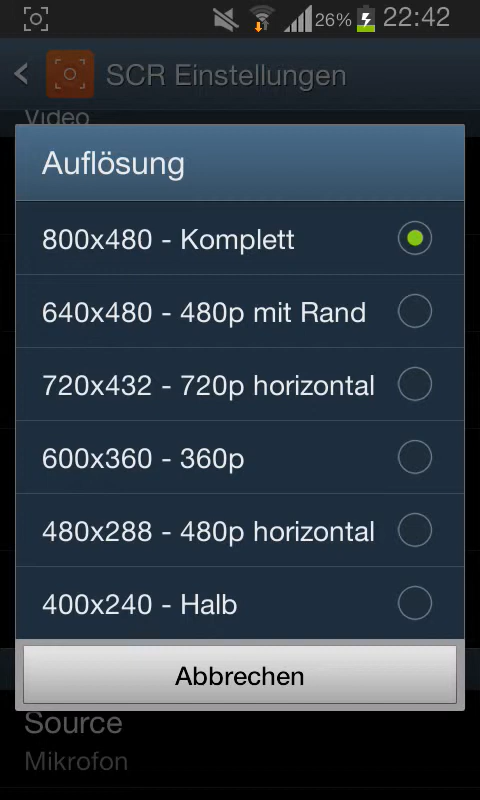 26% 22:42
SCR Einstellungen
Video
Auflösung
800x480 - Komplett
640x480 - 480p mit Rand
720x432 - 720p horizontal
600x360 - 360p
480x288 - 480p horizontal
400x240 - Halb
Abbrechen
Source
Mikrofon